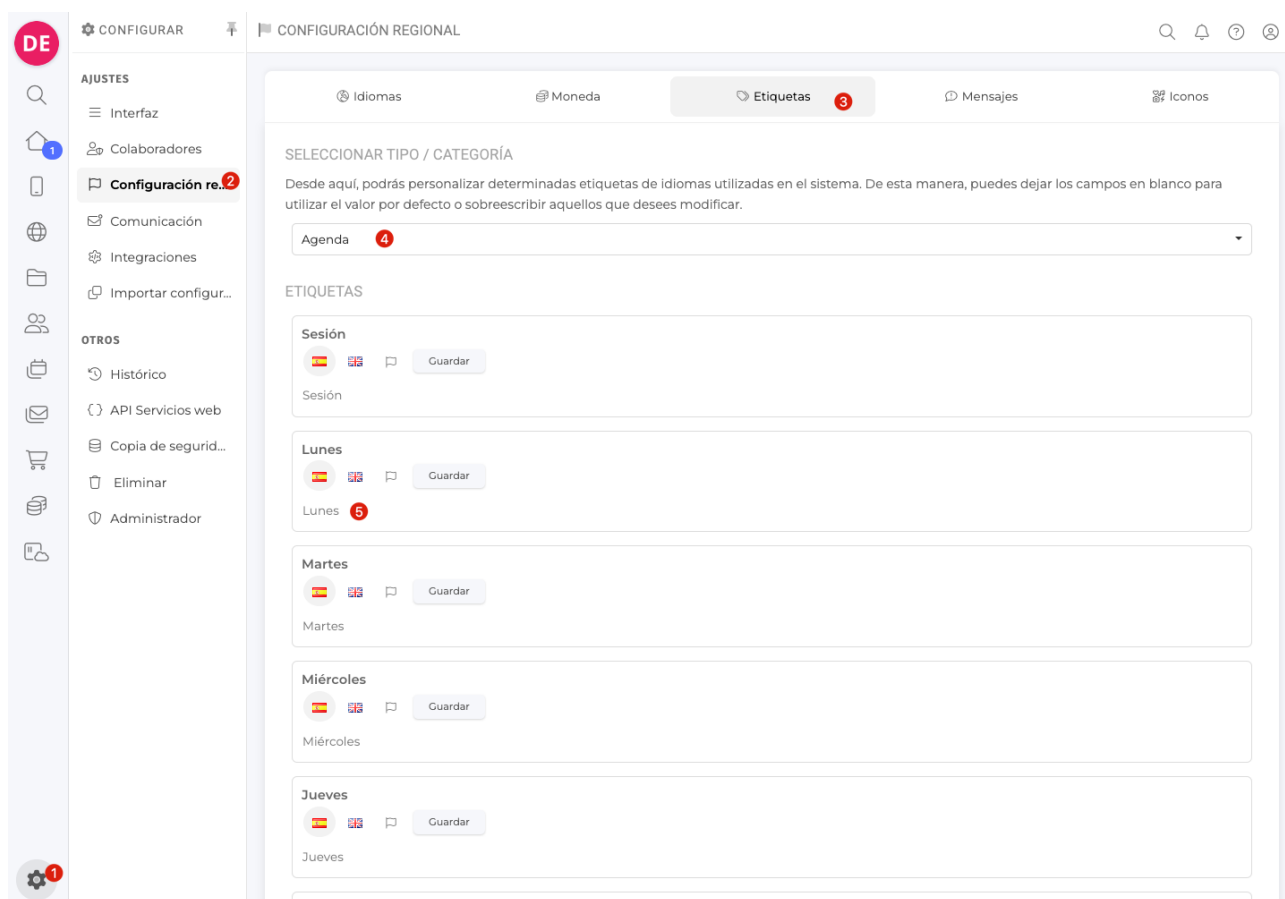 DE
1
1
CONFIGURAR
AJUSTES
Interfaz
Colaboradores
Configuración re... 2
Comunicación
Integraciones
Importar configur...
OTROS
Histórico
API Servicios web
Copia de segurid...
Eliminar
Administrador
CONFIGURACIÓN REGIONAL
Idiomas
Moneda
Etiquetas 3
Mensajes
Iconos
SELECCIONAR TIPO / CATEGORÍA
Desde aquí, podrás personalizar determinadas etiquetas de idiomas utilizadas en el sistema. De esta manera, puedes dejar los campos en blanco para
utilizar el valor por defecto o sobreescribir aquellos que desees modificar.
Agenda 4
ETIQUETAS
Sesión
Guardar
Sesión
Lunes
Guardar
Lunes 5
Martes
Guardar
Martes
Miércoles
Guardar
Miércoles
Jueves
Guardar
Jueves